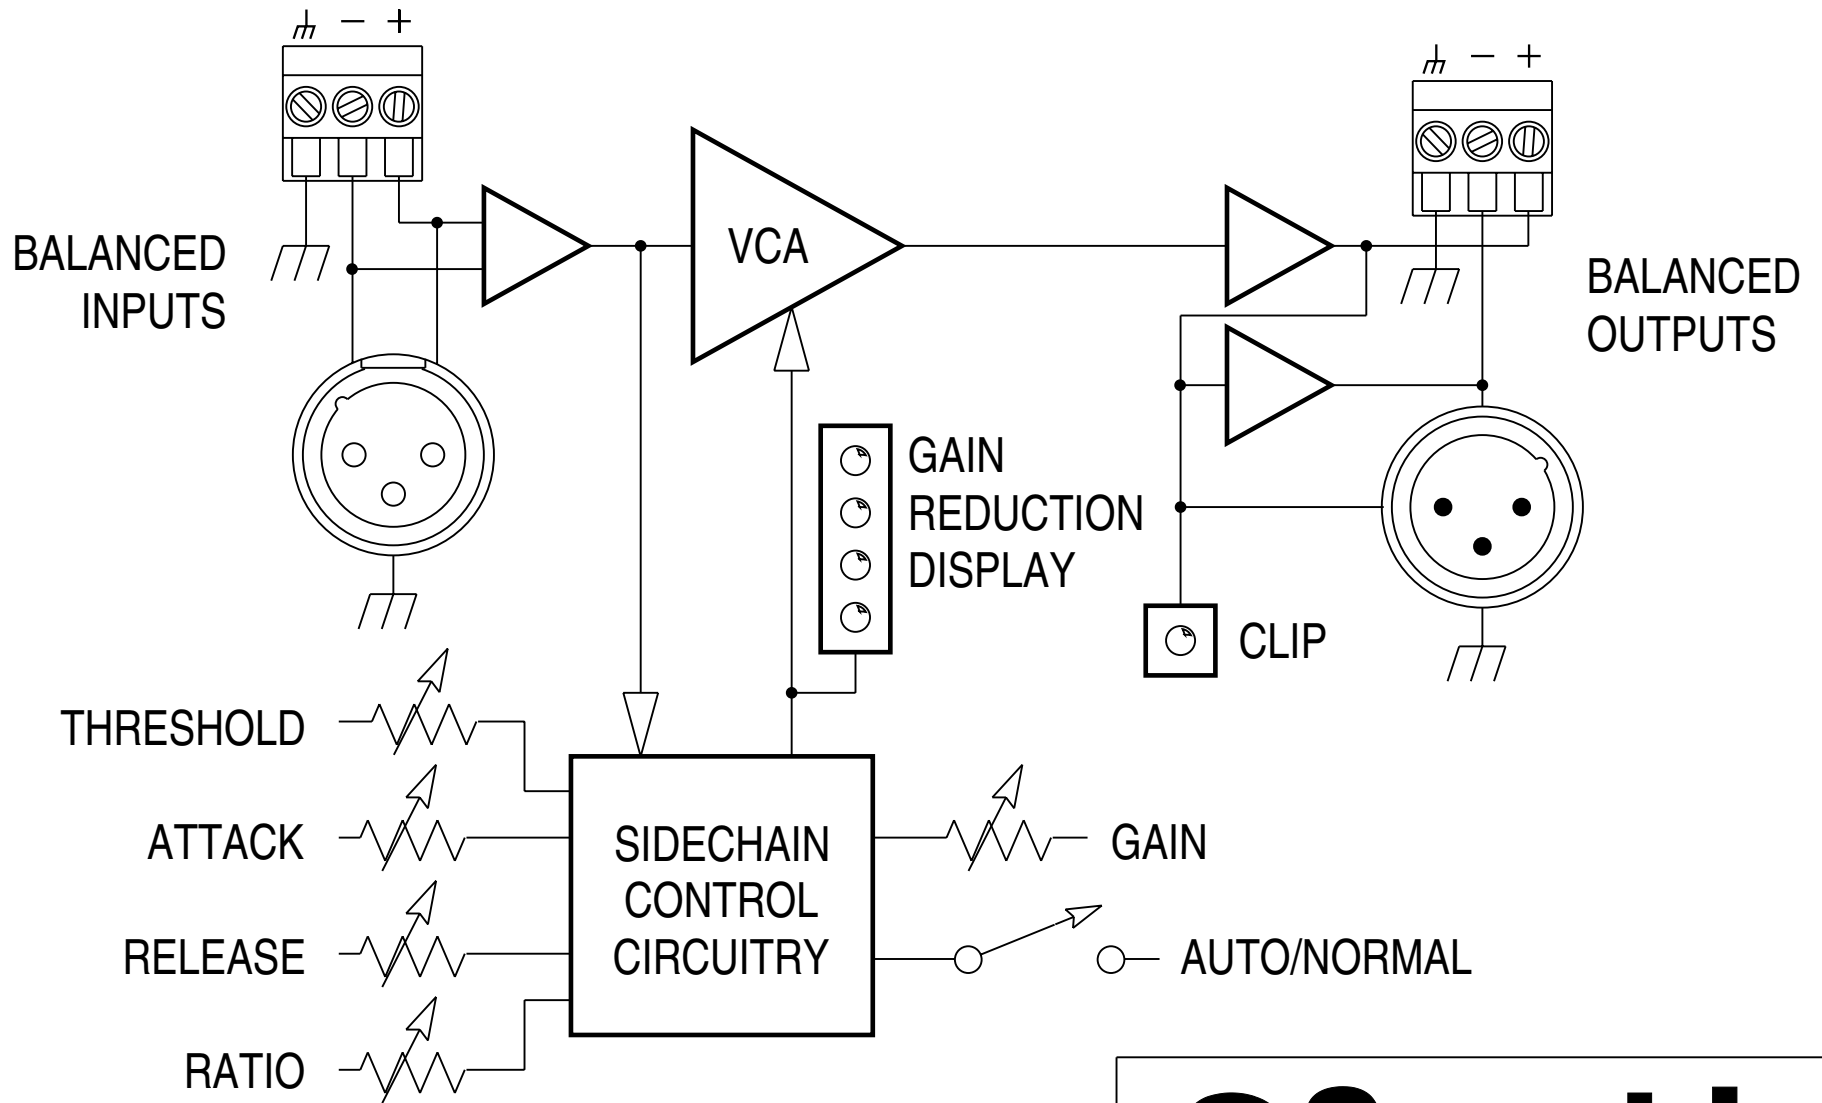 − +
− +
VCA
BALANCED
INPUTS
BALANCED
OUTPUTS
GAIN
REDUCTION
DISPLAY
CLIP
THRESHOLD
ATTACK
SIDECHAIN
CONTROL
CIRCUITRY
GAIN
RELEASE
AUTO/NORMAL
RATIO